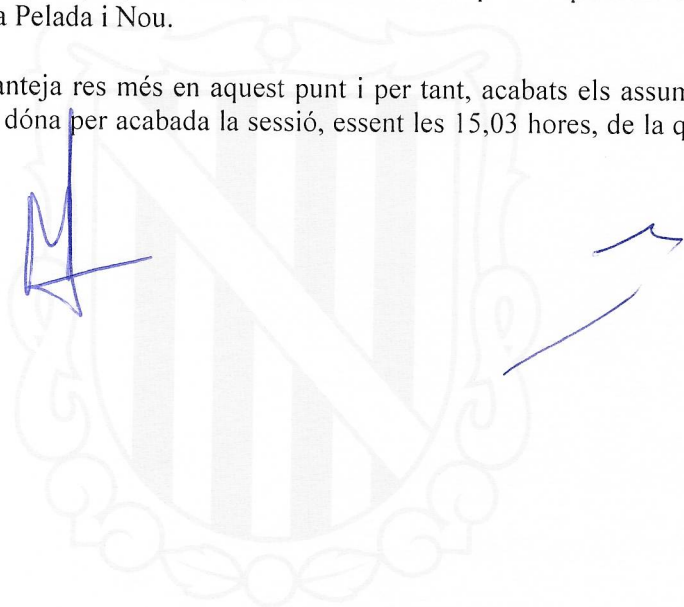 a Pelada i Nou.
anteja res més en aquest punt i per tant, acabats els assum
dóna per acabada la sessió, essent les 15,03 hores, de la q